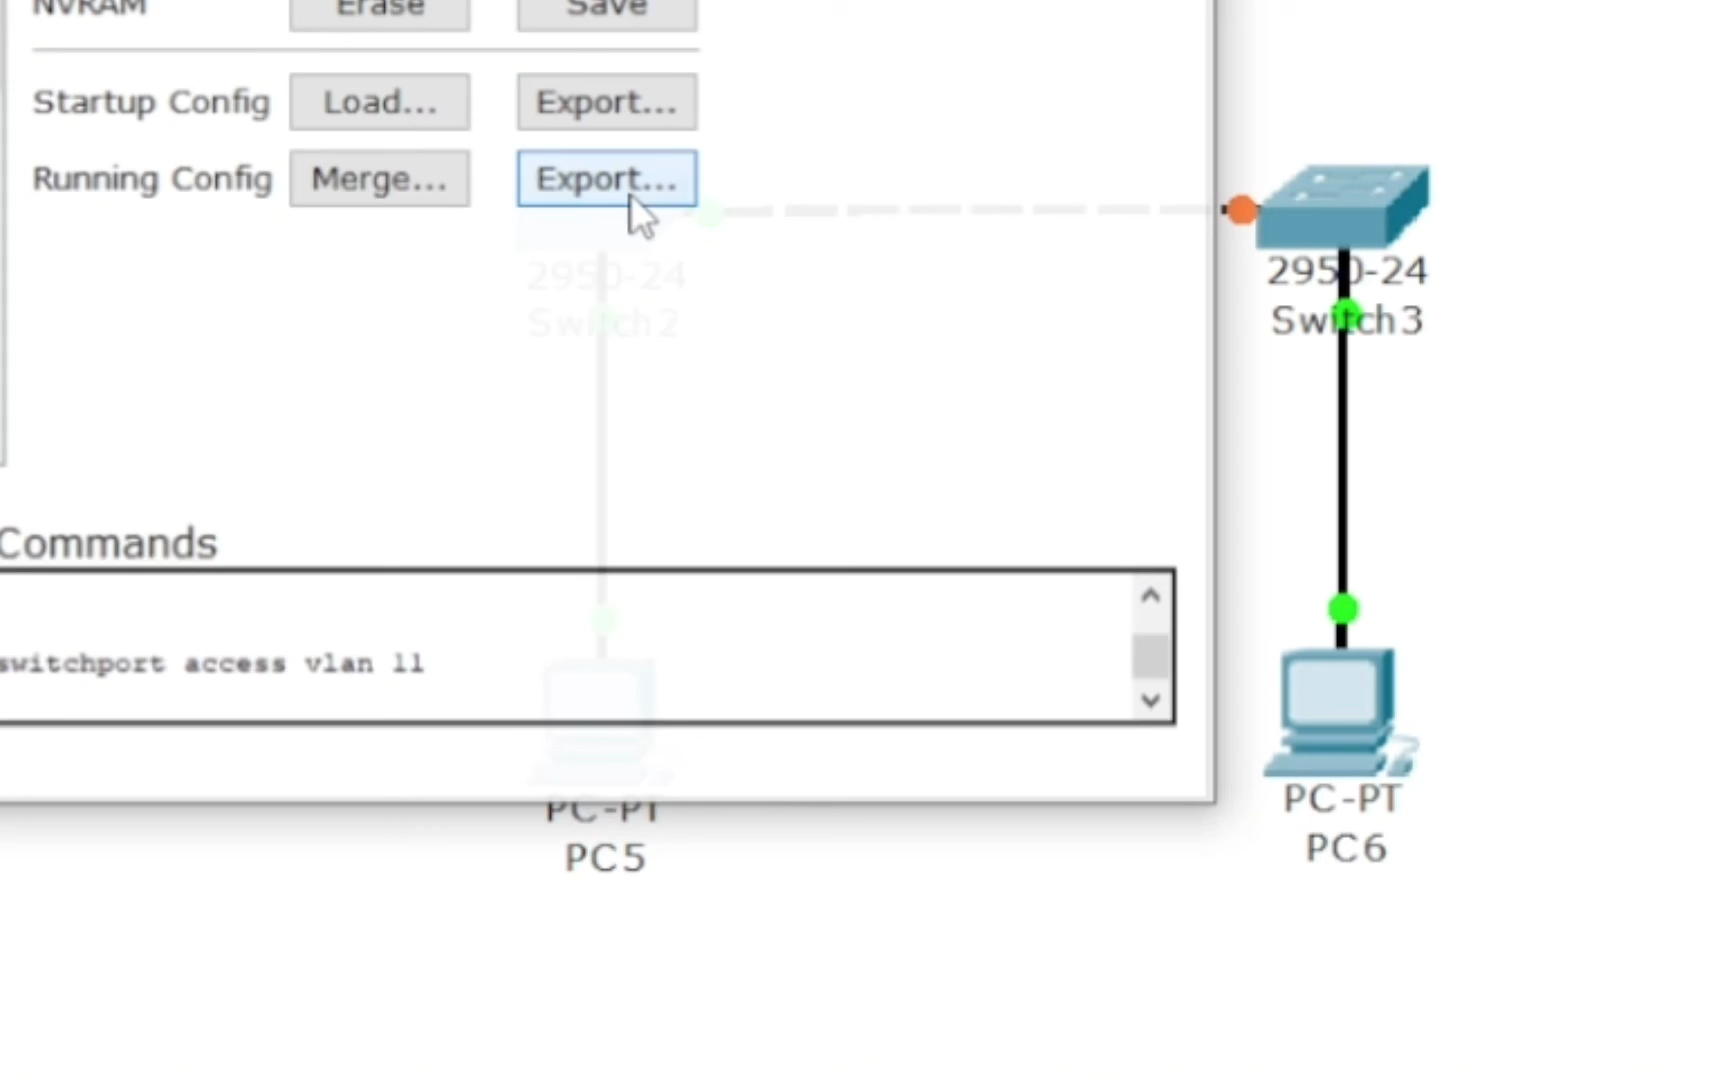 NVRAM Erase Save
Startup Config Load... Export...
Running Config Merge... Export...
2950-24
Switch2
2950-24
Switch3
Commands
switchport access vlan 11
PC-PT
PC5
PC-PT
PC6